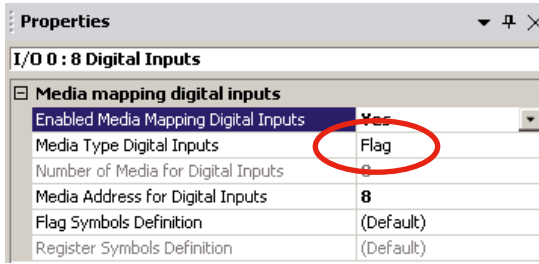 Properties
I/O 0 : 8 Digital Inputs
Media mapping digital inputs
Enabled Media Mapping Digital Inputs Yes
Media Type Digital Inputs Flag
Number of Media for Digital Inputs 8
Media Address for Digital Inputs 8
Flag Symbols Definition (Default)
Register Symbols Definition (Default)